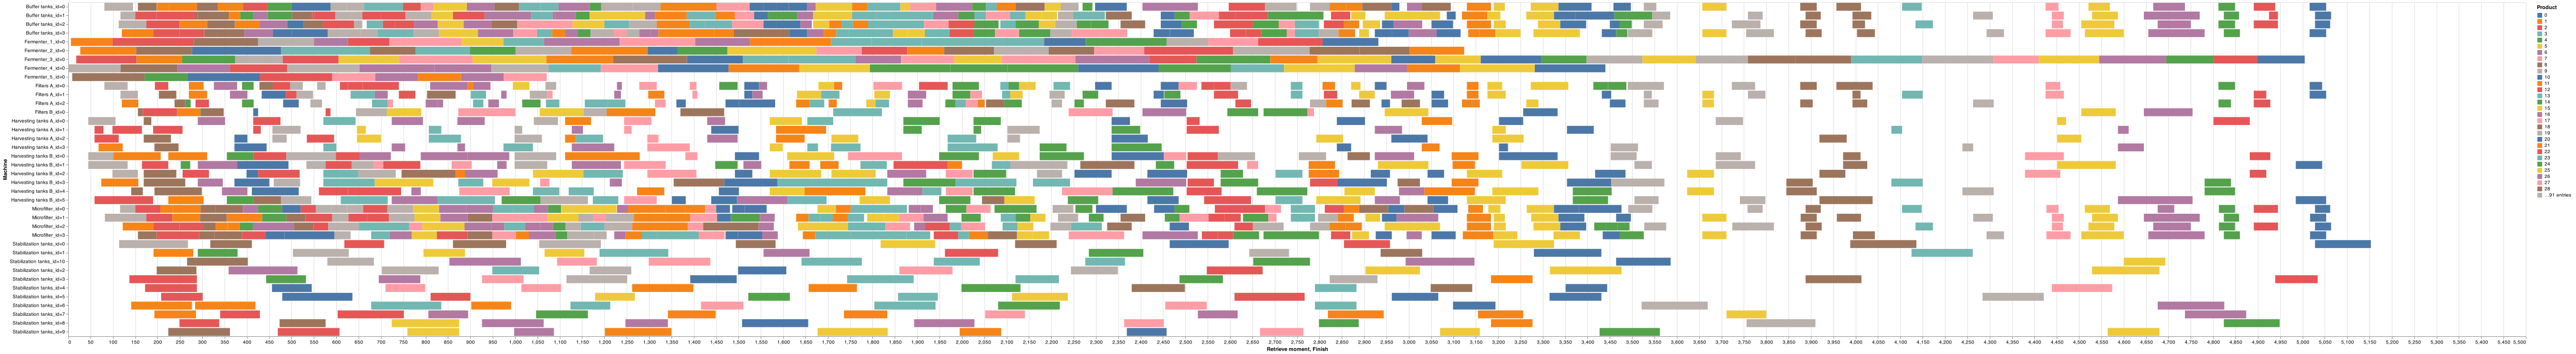 Buffer tanks_id=0
Buffer tanks_id=1
Buffer tanks_id=2
Buffer tanks_id=3
Fermenter_1_id=0
Fermenter_2_id=0
Fermenter_3_id=0
Fermenter_4_id=0
Fermenter_5_id=0
Filters A_id=0
Filters A_id=1
Filters A_id=2
Filters B_id=0
Harvesting tanks A_id=0
Harvesting tanks A_id=1
Harvesting tanks A_id=2
Harvesting tanks A_id=3
Harvesting tanks B_id=0
Harvesting tanks B_id=1
Harvesting tanks B_id=2
Harvesting tanks B_id=3
Harvesting tanks B_id=4
Harvesting tanks B_id=5
Microfilter_id=0
Microfilter_id=1
Microfilter_id=2
Microfilter_id=3
Stabilization tanks_id=0
Stabilization tanks_id=1
Stabilization tanks_id=10
Stabilization tanks_id=2
Stabilization tanks_id=3
Stabilization tanks_id=4
Stabilization tanks_id=5
Stabilization tanks_id=6
Stabilization tanks_id=7
Stabilization tanks_id=8
Stabilization tanks_id=9
Machine
0 50 100 150 200 250 300 350 400 450 500 550 600 650 700 750 800 850 900 950 1,000 1,050 1,100 1,150 1,200 1,250 1,300 1,350 1,400 1,450 1,500 1,550 1,600 1,650 1,700 1,750 1,800 1,850 1,900 1,950 2,000 2,050 2,100 2,150 2,200 2,250 2,300 2,350 2,400 2,450 2,500 2,550 2,600 2,650 2,700 2,750 2,800 2,850 2,900 2,950 3,000 3,050 3,100 3,150 3,200 3,250 3,300 3,350 3,400 3,450 3,500 3,550 3,600 3,650 3,700 3,750 3,800 3,850 3,900 3,950 4,000 4,050 4,100 4,150 4,200 4,250 4,300 4,350 4,400 4,450 4,500 4,550 4,600 4,650 4,700 4,750 4,800 4,850 4,900 4,950 5,000 5,050 5,100 5,150 5,200 5,250 5,300 5,350 5,400 5,450 5,500
Retrieve moment, Finish
Product
0
1
2
3
4
5
6
7
8
9
10
11
12
13
14
15
16
17
18
19
20
21
22
23
24
25
26
27
28
...91 entries